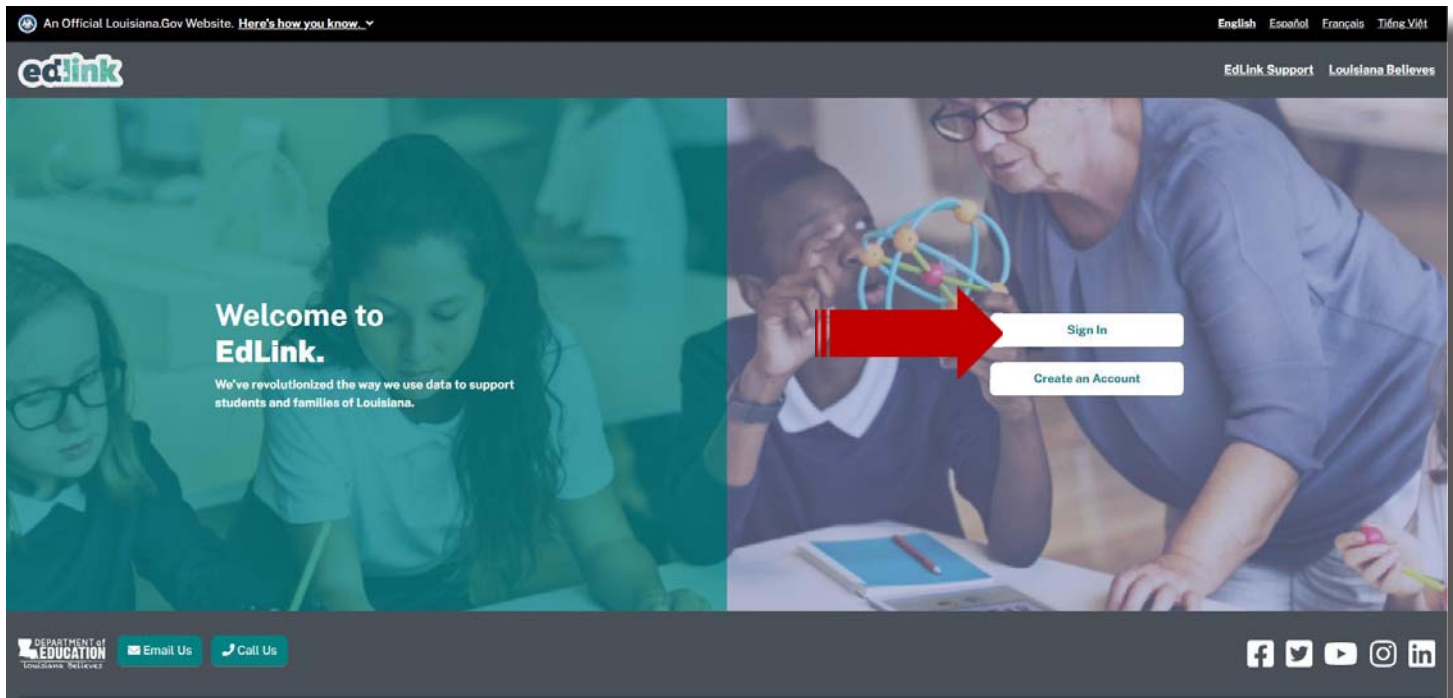 An Official Louisiana.Gov Website. Here's how you know.
English Español Français Tiếng Việt
ed:link
EdLink Support Louisiana Believes
Welcome to
EdLink.
We've revolutionized the way we use data to support
students and families of Louisiana.
Sign In
Create an Account
DEPARTMENT of
EDUCATION
Louisiana Believes
Email Us
Call Us